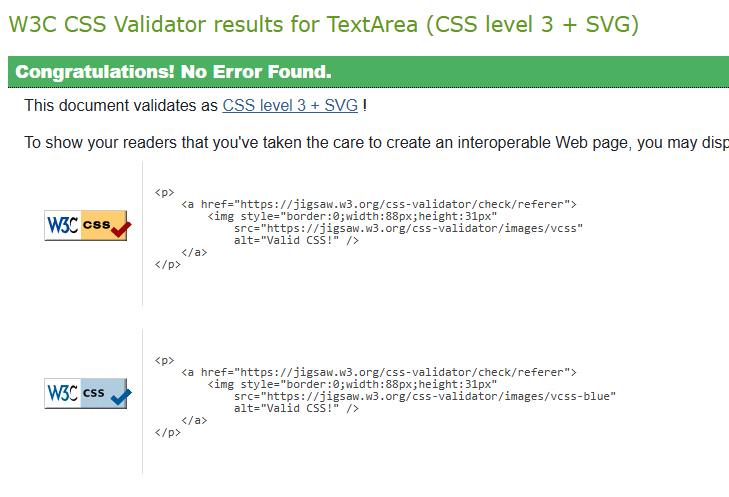 W3C CSS Validator results for TextArea (CSS level 3 + SVG)
Congratulations! No Error Found.
This document validates as CSS level 3 + SVG !
To show your readers that you've taken the care to create an interoperable Web page, you may disp
W3C css
<p>
<a href="https://jigsaw.w3.org/css-validator/check/referer">
<img style="border:0;width:88px;height:31px"
src="https://jigsaw.w3.org/css-validator/images/vcss"
alt="Valid CSS!" />
</a>
</p>
W3C css
<p>
<a href="https://jigsaw.w3.org/css-validator/check/referer">
<img style="border:0;width:88px;height:31px"
src="https://jigsaw.w3.org/css-validator/images/vcss-blue"
alt="Valid CSS!" />
</a>
</p>